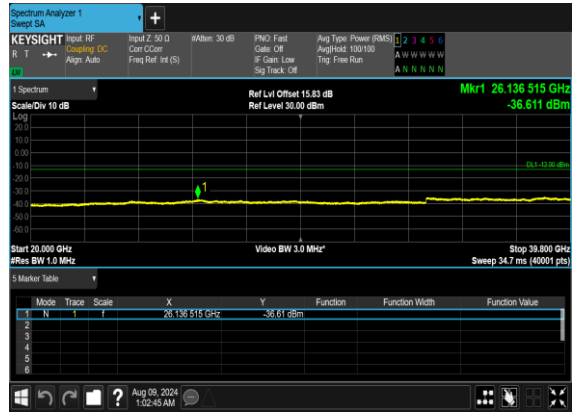 Spectrum Analyzer 1
Swept SA
+
KEYSIGHT Input: RF Input Z: 50 Ω #Atten: 30 dB PNO: Fast Avg Type: Power (RMS) 1 2 3 4 5 6
R T Coupling: DC Corr CCorr Gate: Off Avg|Hold: 100/100 A W W W W W
Align: Auto Freq Ref: Int (S) IF Gain: Low Trig: Free Run
Sig Track: Off A N N N N N
1 Spectrum Ref Lvl Offset 15.83 dB Mkr1 26.136 515 GHz
Scale/Div 10 dB Ref Level 30.00 dBm -36.611 dBm
Log
20.0
10.0
0.00
-10.0
DL1 -13.00 dBm
-20.0
-30.0
1
-40.0
-50.0
-60.0
Start 20.000 GHz Video BW 3.0 MHz* Stop 39.800 GHz
#Res BW 1.0 MHz Sweep 34.7 ms (40001 pts)
5 Marker Table
Mode Trace Scale X Y Function Function Width Function Value
1 N 1 f 26.136 515 GHz -36.61 dBm
2
3
4
5
6
? Aug 09, 2024
1:02:45 AM